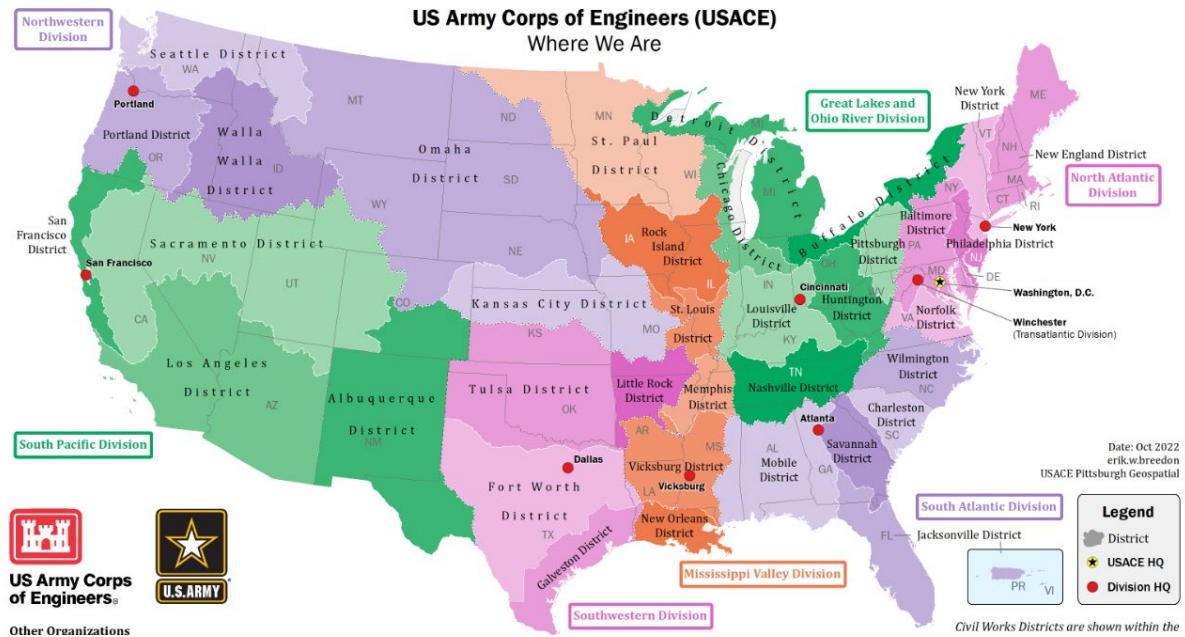 US Army Corps of Engineers (USACE)
Where We Are
Northwestern
Division
Seattle District
WA
Portland
Portland District
OR
Walla
Walla
District
ID
MT
ND
Omaha
District
SD
WY
NE
CO
MN
St. Paul
District
WI
Detroit District
MI
MI
Chicago District
Great Lakes and
Ohio River Division
Buffalo District
New York
District
VT
ME
NH
New England District
MA
CT
RI
NY
North Atlantic
Division
New York
San
Francisco
District
San Francisco
Sacramento District
NV
UT
CA
Los Angeles
District
AZ
South Pacific Division
Albuquerque
District
NM
Kansas City District
KS
MO
IA
Rock
Island
District
IL
St. Louis
District
IN
Louisville
District
KY
Cincinnati
OH
Huntington
District
Pittsburgh
District
PA
WV
Baltimore
District
Philadelphia District
NJ
MD
DE
Washington, D.C.
Winchester
(Transatlantic Division)
VA
Norfolk
District
Tulsa District
OK
Little Rock
District
AR
Memphis
District
TN
Nashville District
Wilmington
District
NC
Charleston
District
SC
Atlanta
Savannah
District
GA
AL
Mobile
District
MS
Vicksburg District
Vicksburg
LA
New Orleans
District
Dallas
Fort Worth
District
TX
Galveston District
Southwestern Division
Mississippi Valley Division
South Atlantic Division
FL
Jacksonville District
PR
VI
Date: Oct 2022
erik.w.breedon
USACE Pittsburgh Geospatial
Legend
District
USACE HQ
Division HQ
US Army Corps
of Engineers®
U.S.ARMY
Other Organizations
Civil Works Districts are shown within the